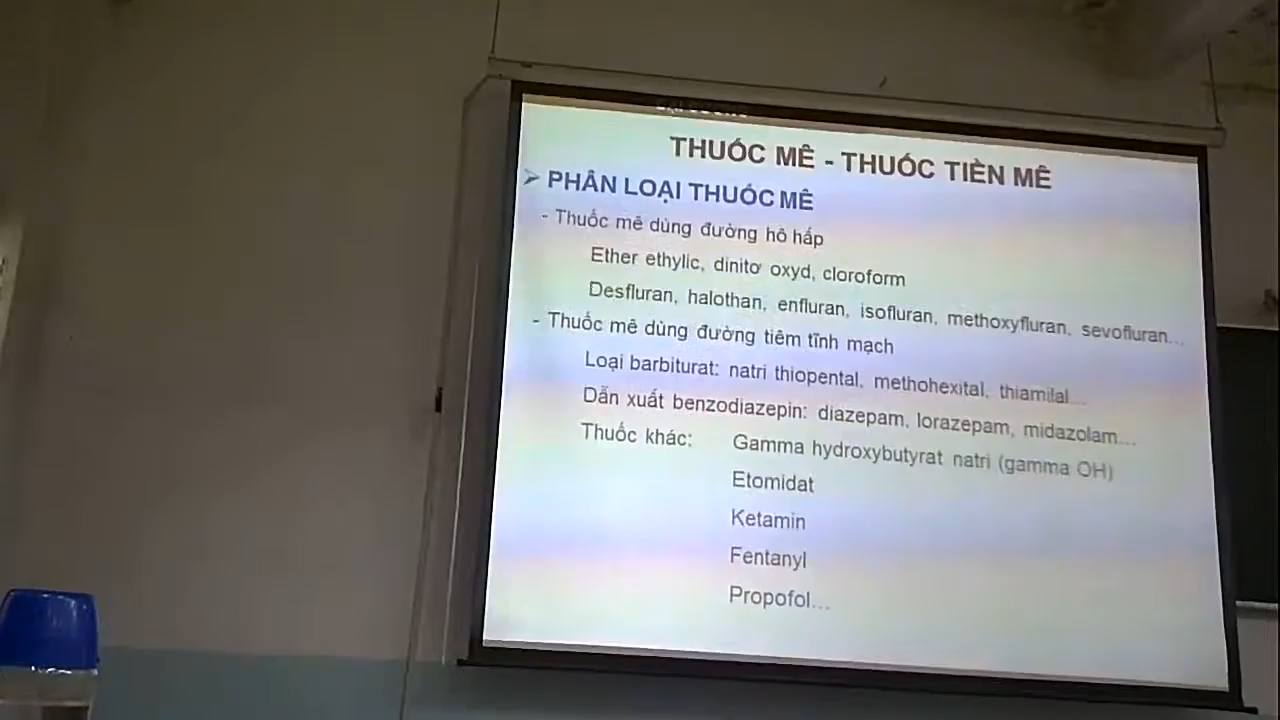 THUỐC MÊ - THUỐC TIỀN MÊ
➢ PHÂN LOẠI THUỐC MÊ
- Thuốc mê dùng đường hô hấp
Ether ethylic, dinitơ oxyd, cloroform
Desfluran, halothan, enfluran, isofluran, methoxyfluran, sevofluran...
- Thuốc mê dùng đường tiêm tĩnh mạch
Loại barbiturat: natri thiopental, methohexital, thiamilal...
Dẫn xuất benzodiazepin: diazepam, lorazepam, midazolam...
Thuốc khác: Gamma hydroxybutyrat natri (gamma OH)
Etomidat
Ketamin
Fentanyl
Propofol...